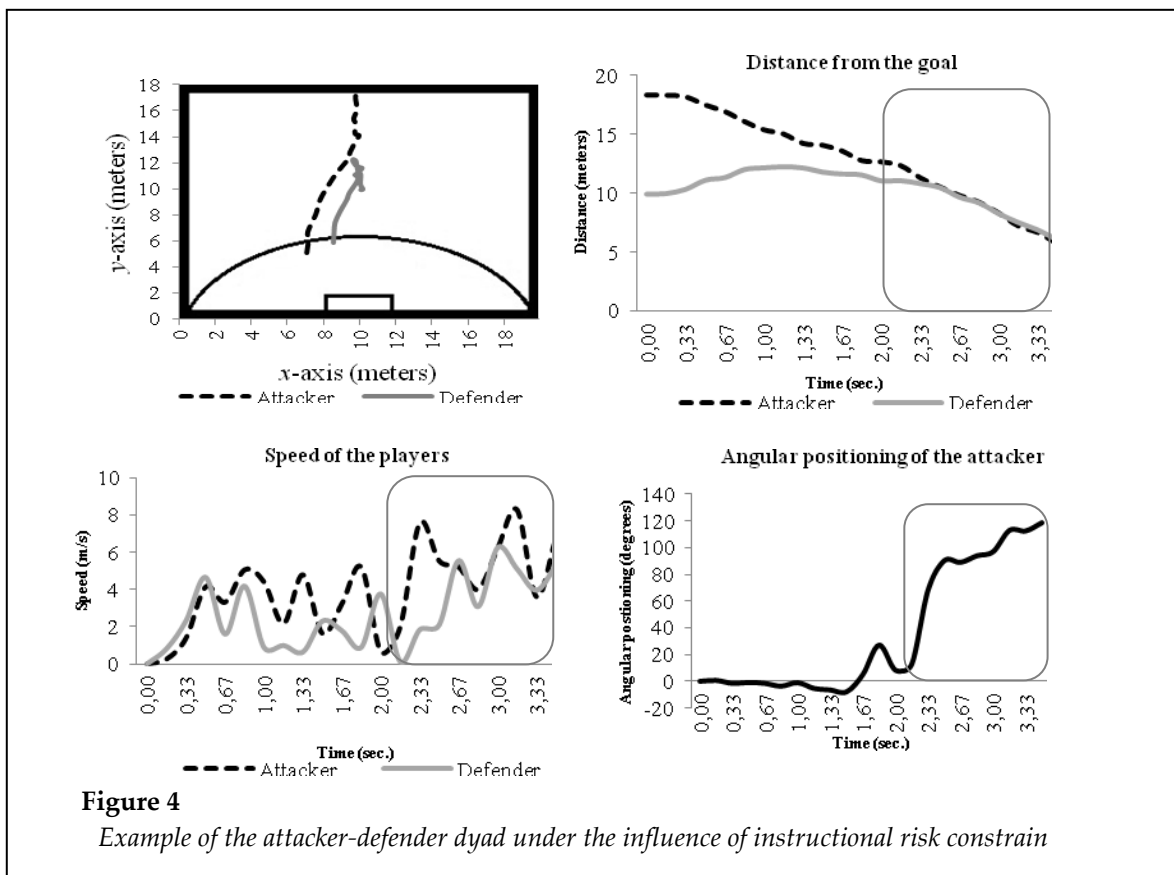 18
16
14
12
10
8
6
4
2
0
y-axis (meters)
0 2 4 6 8 10 12 14 16 18
x-axis (meters)
Attacker Defender
Distance from the goal
20
15
10
5
0
Distance (meters)
0,00 0,33 0,67 1,00 1,33 1,67 2,00 2,33 2,67 3,00 3,33
Time (sec.)
Attacker Defender
Speed of the players
10
8
6
4
2
0
Speed (m/s)
0,00 0,33 0,67 1,00 1,33 1,67 2,00 2,33 2,67 3,00 3,33
Time (sec.)
Attacker Defender
Angular positioning of the attacker
140
120
100
80
60
40
20
0
-20
Angular postioning (degrees)
0,00 0,33 0,67 1,00 1,33 1,67 2,00 2,33 2,67 3,00 3,33
Time (sec.)
Figure 4
Example of the attacker-defender dyad under the influence of instructional risk constrain